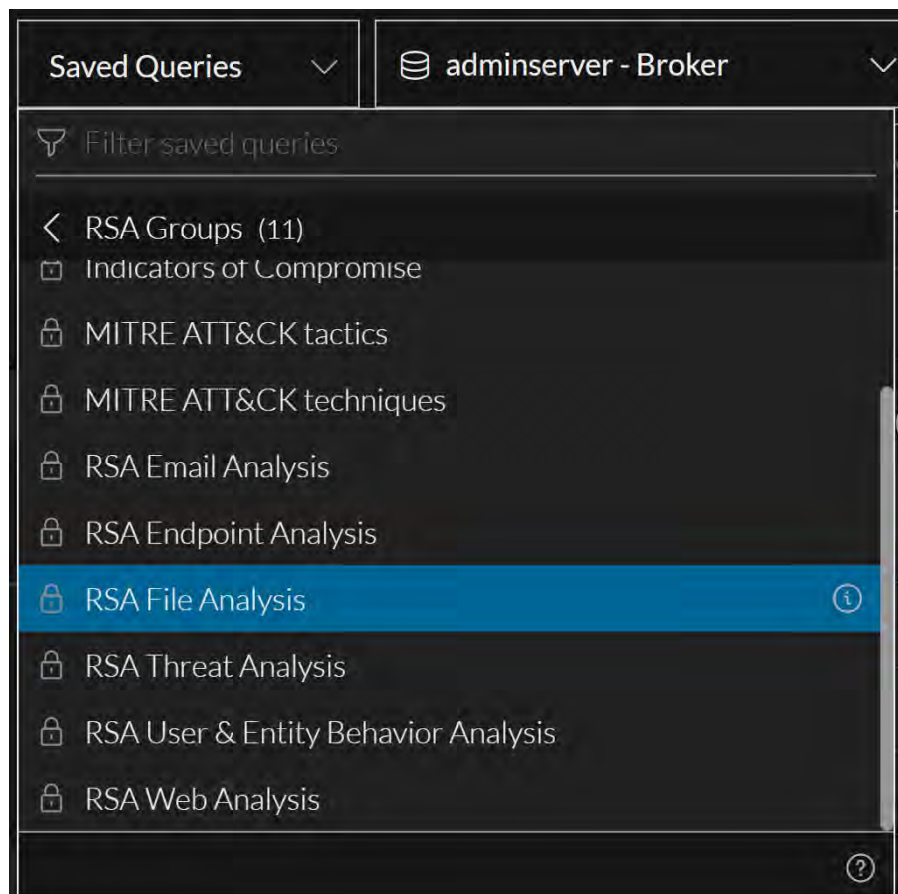 Saved Queries
adminserver - Broker
Filter saved queries
RSA Groups (11)
Indicators of Compromise
MITRE ATT&CK tactics
MITRE ATT&CK techniques
RSA Email Analysis
RSA Endpoint Analysis
RSA File Analysis
RSA Threat Analysis
RSA User & Entity Behavior Analysis
RSA Web Analysis